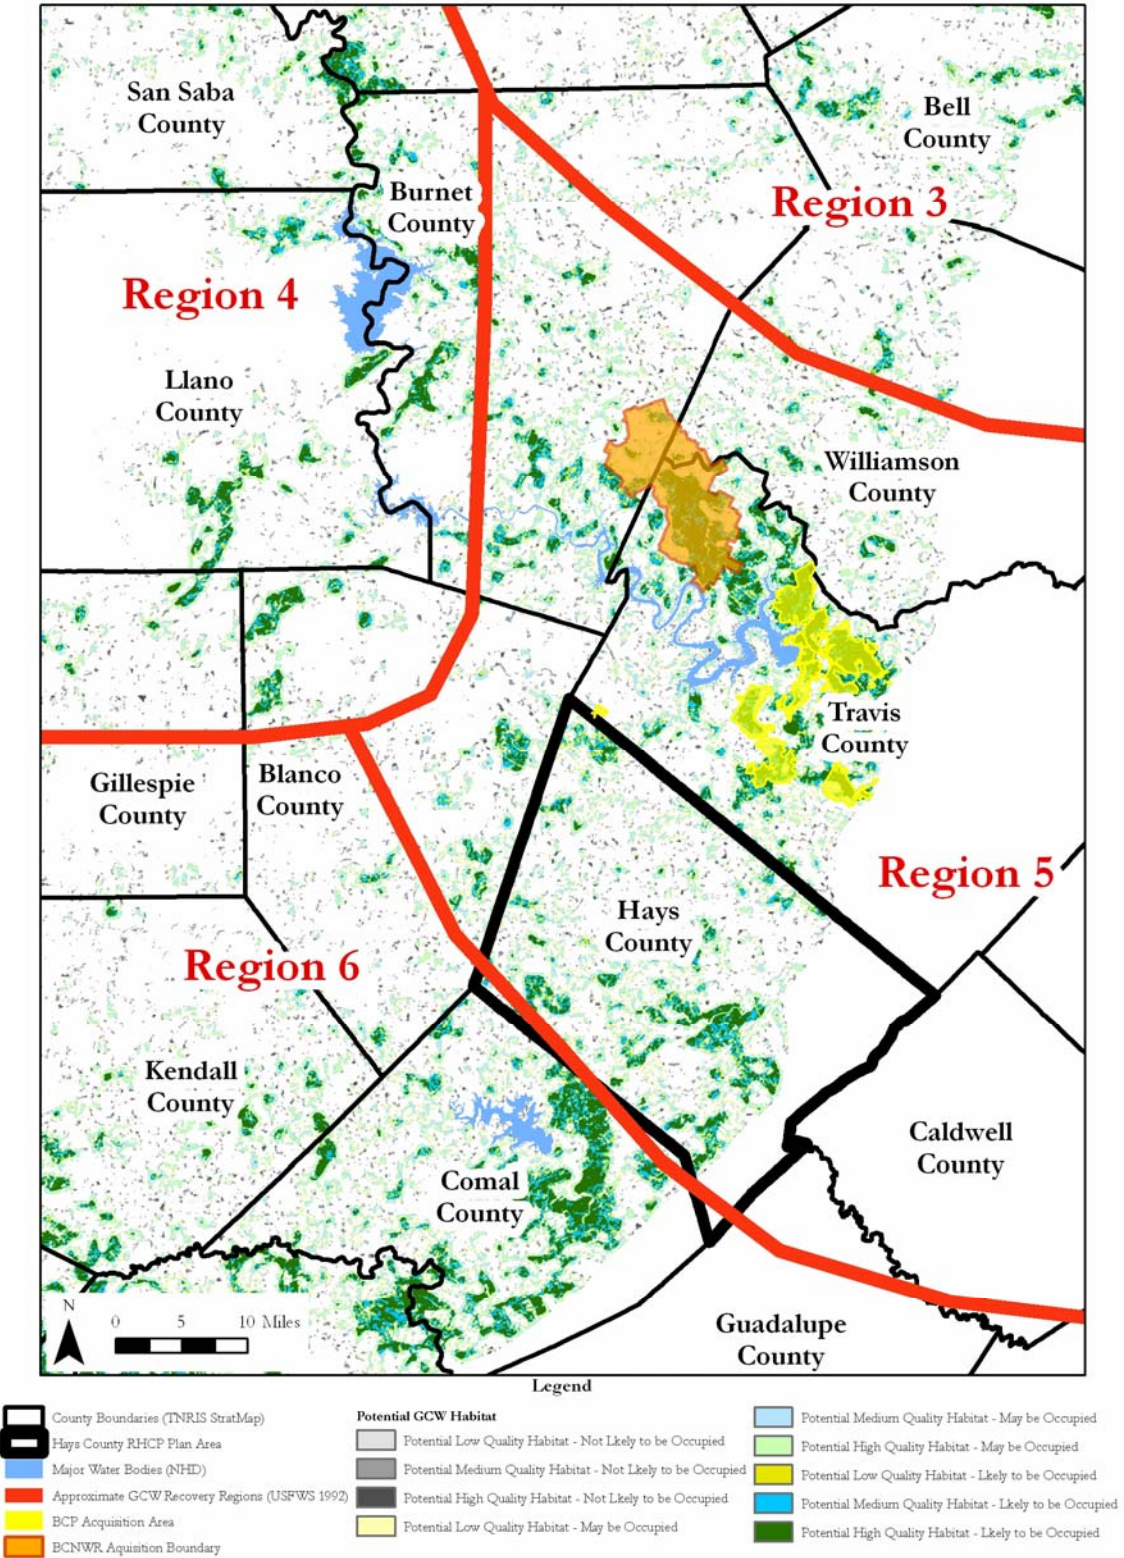 San Saba
County
Bell
County
Burnet
County
Region 3
Region 4
Llano
County
Williamson
County
Travis
County
Gillespie
County
Blanco
County
Region 5
Hays
County
Region 6
Kendall
County
Caldwell
County
Comal
County
N
0 5 10 Miles
Guadalupe
County
Legend
County Boundaries (TNRIS StratMap)
Hays County RHCP Plan Area
Major Water Bodies (NHD)
Approximate GCW Recovery Regions (USFWS 1992)
BCP Acquisition Area
BCNWR Aquisition Boundary
Potential GCW Habitat
Potential Low Quality Habitat - Not Lkely to be Occupied
Potential Medium Quality Habitat - Not Lkely to be Occupied
Potential High Quality Habitat - Not Lkely to be Occupied
Potential Low Quality Habitat - May be Occupied
Potential Medium Quality Habitat - May be Occupied
Potential High Quality Habitat - May be Occupied
Potential Low Quality Habitat - Lkely to be Occupied
Potential Medium Quality Habitat - Lkely to be Occupied
Potential High Quality Habitat - Lkely to be Occupied